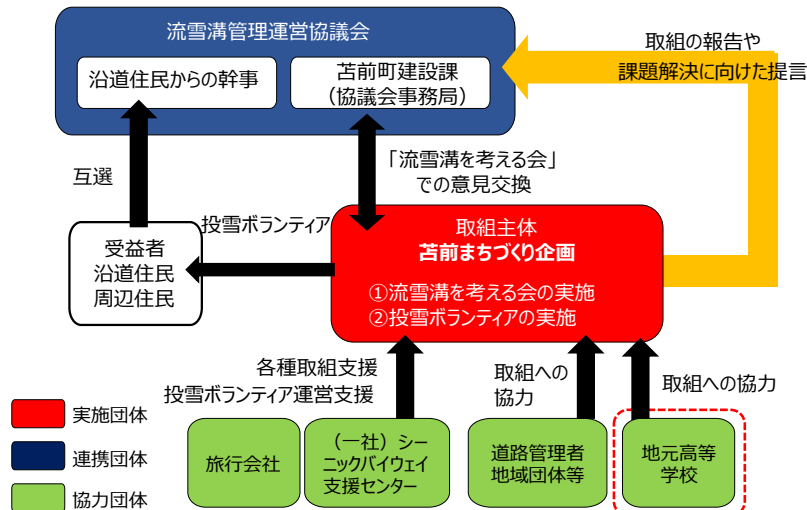 流雪溝管理運営協議会
沿道住民からの幹事
苫前町建設課
（協議会事務局）
取組の報告や
課題解決に向けた提言
互選
「流雪溝を考える会」
での意見交換
投雪ボランティア
受益者
沿道住民
周辺住民
取組主体
苫前まちづくり企画
①流雪溝を考える会の実施
②投雪ボランティアの実施
各種取組支援
投雪ボランティア運営支援
取組への
協力
取組への協力
実施団体
連携団体
協力団体
旅行会社
（一社）シー
ニックバイウェイ
支援センター
道路管理者
地域団体等
地元高等
学校